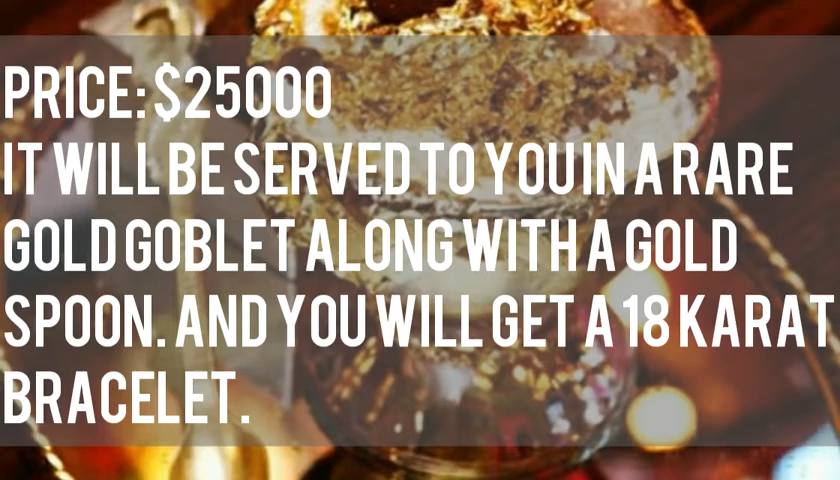 PRICE: $25000
IT WILL BE SERVED TO YOU IN A RARE
GOLD GOBLET ALONG WITH A GOLD
SPOON. AND YOU WILL GET A 18 KARAT
BRACELET.